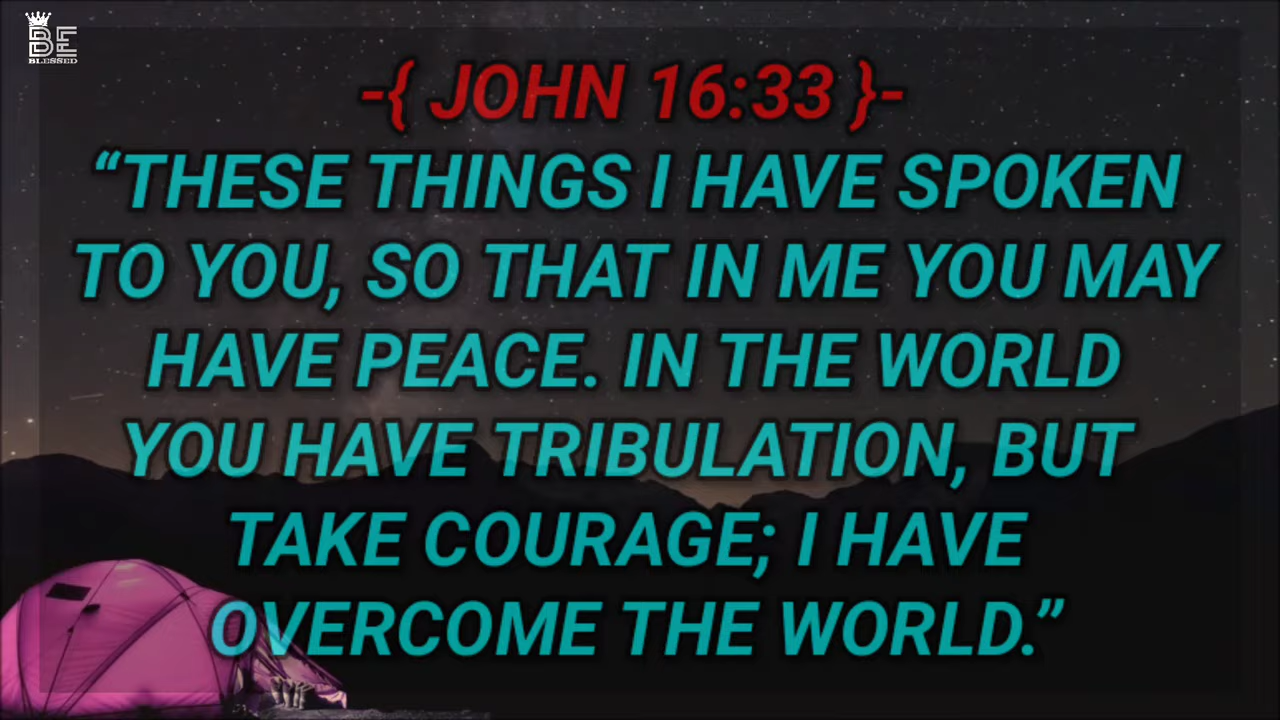 BE
BLESSED
-{ JOHN 16:33 }-
“THESE THINGS I HAVE SPOKEN
TO YOU, SO THAT IN ME YOU MAY
HAVE PEACE. IN THE WORLD
YOU HAVE TRIBULATION, BUT
TAKE COURAGE; I HAVE
OVERCOME THE WORLD.”